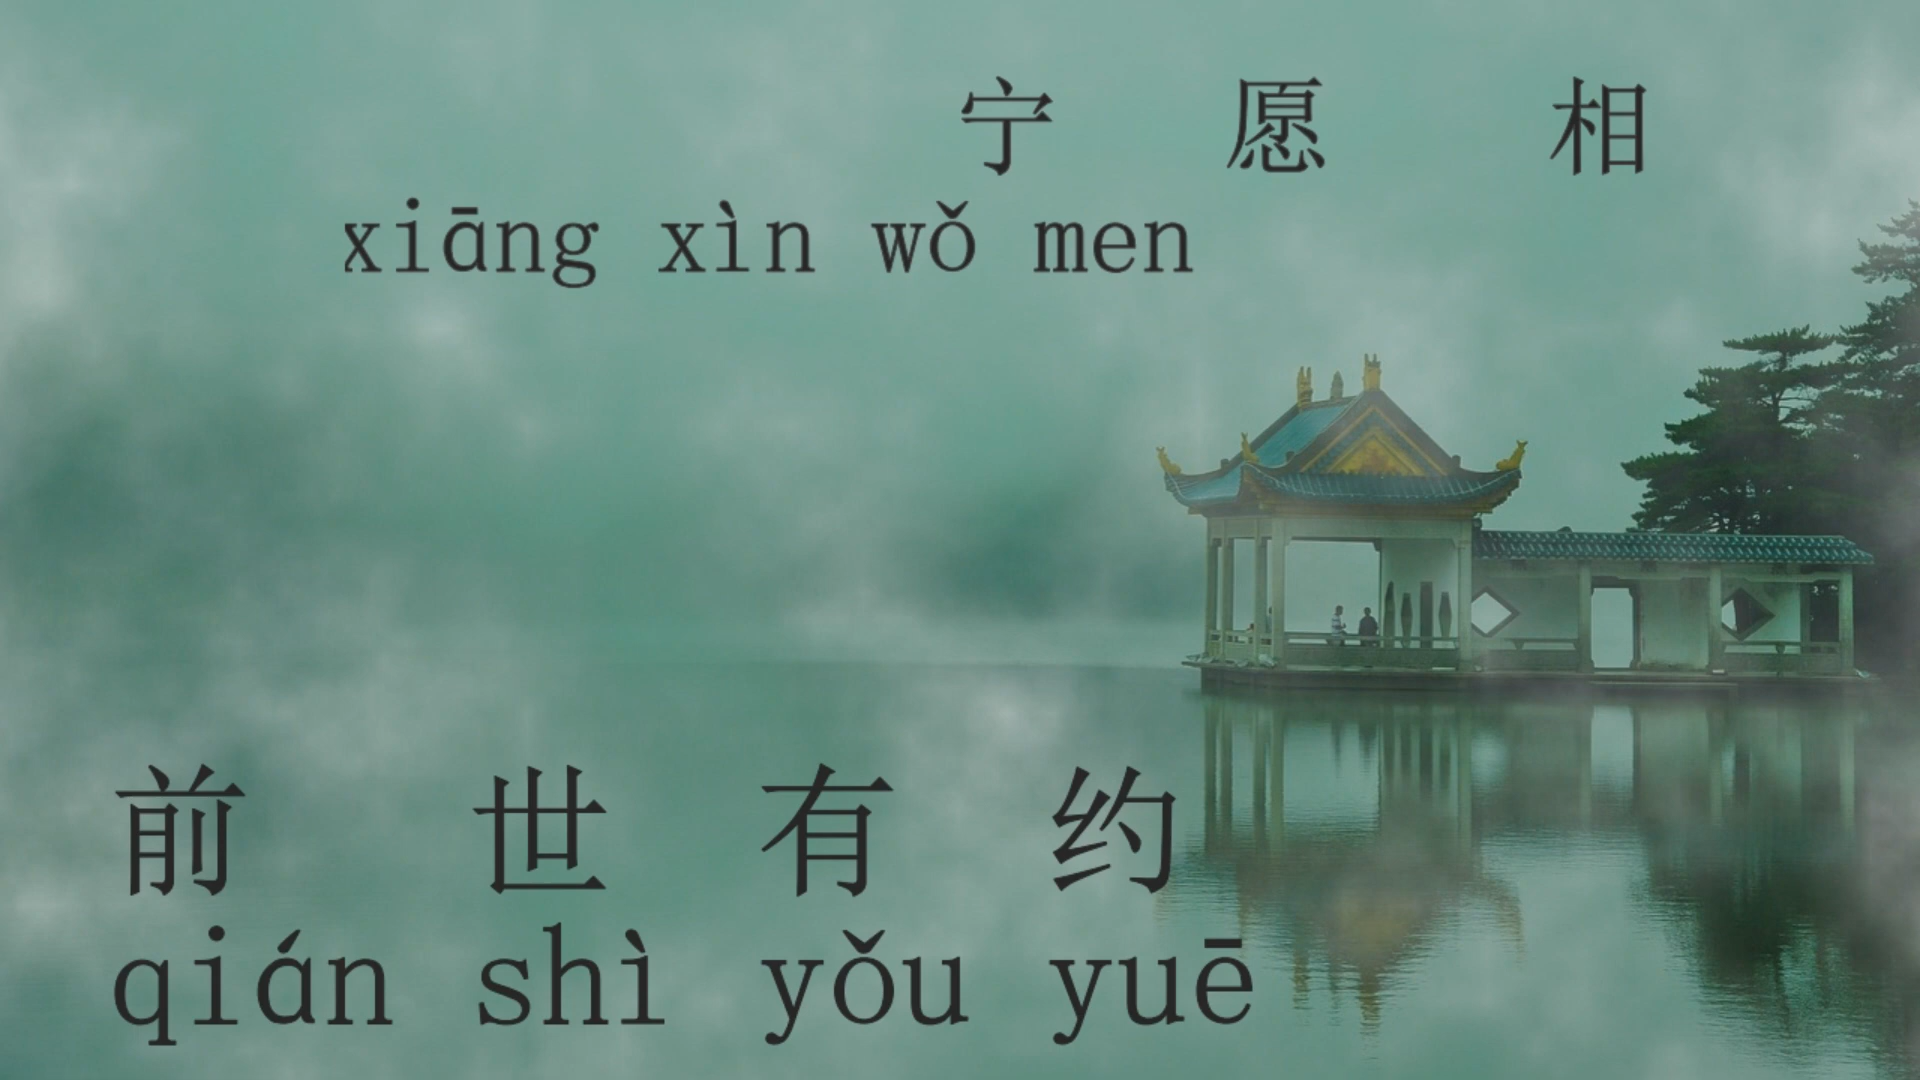 宁 愿 相
xiāng xìn wǒ men
前 世 有 约
qián shì yǒu yuē